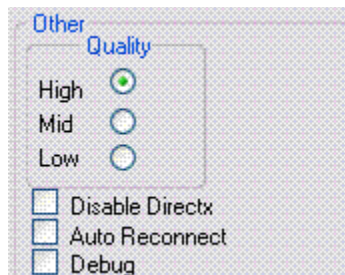 Other
Quality
High
Mid
Low
Disable Directx
Auto Reconnect
Debug